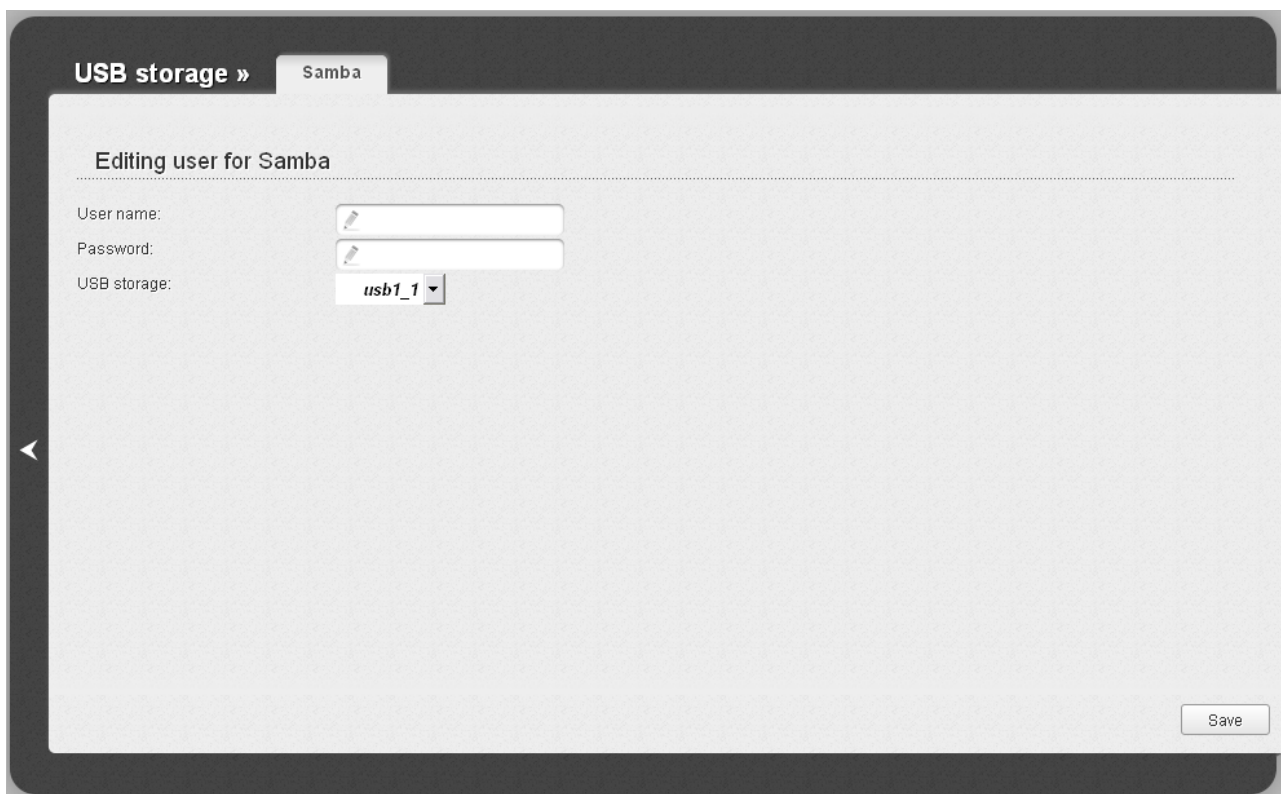 USB storage »
Samba
Editing user for Samba
User name:
Password:
USB storage:
usb1_1
Save